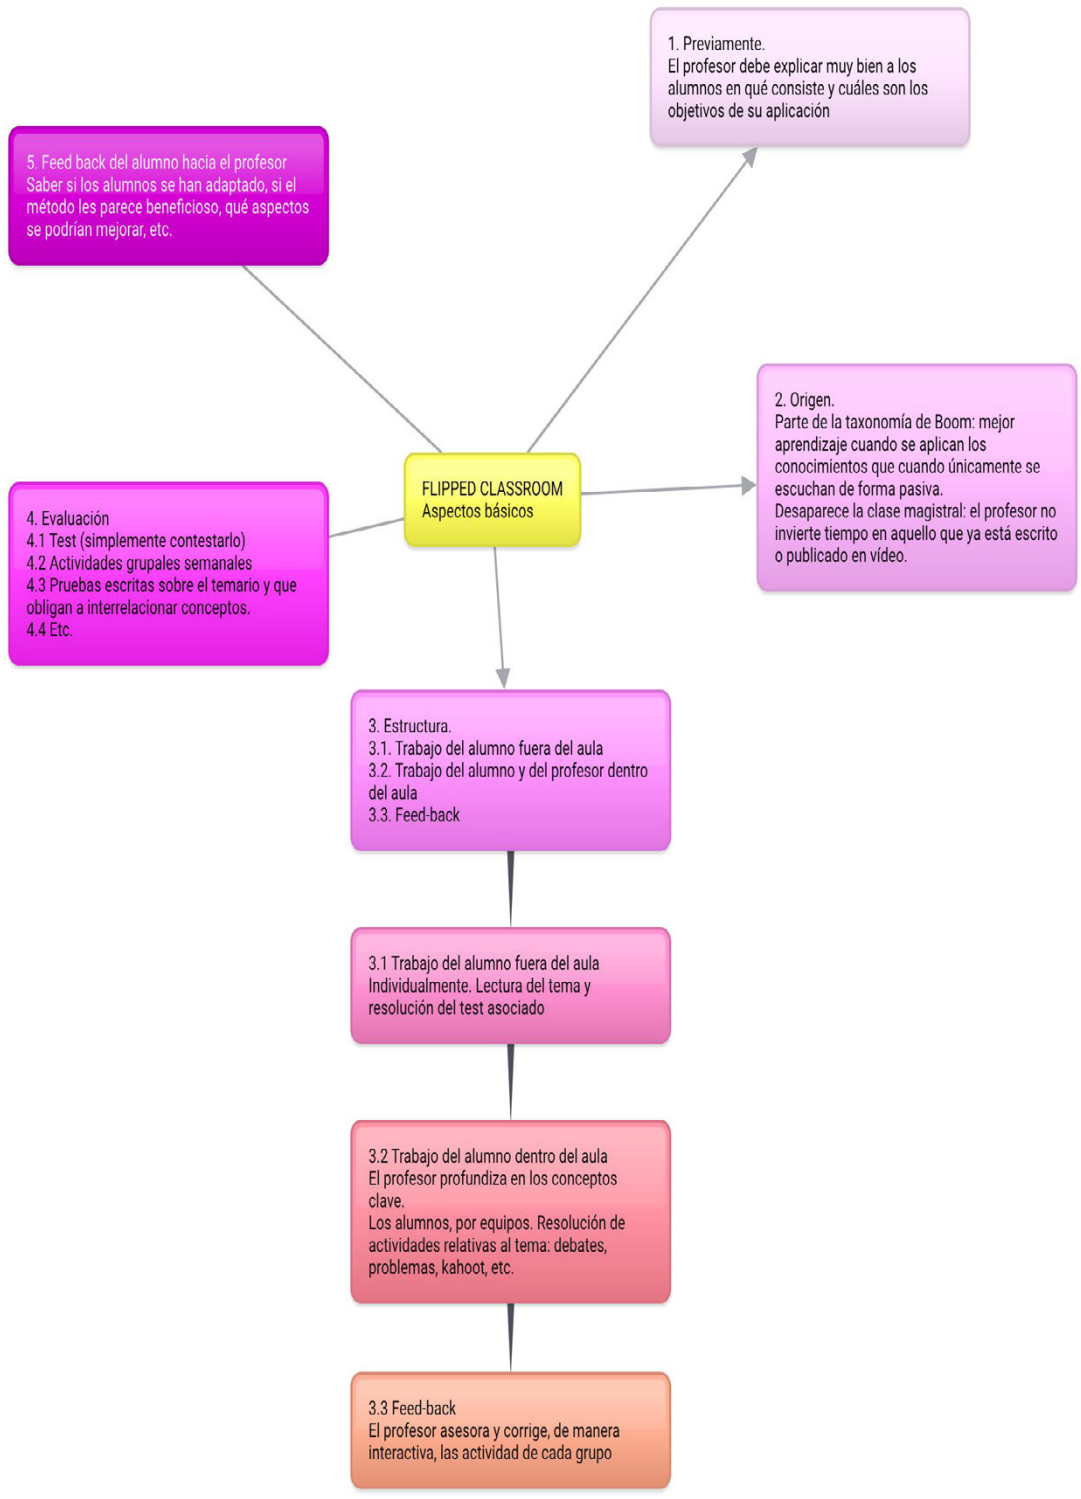 1. Previamente.
El profesor debe explicar muy bien a los
alumnos en qué consiste y cuáles son los
objetivos de su aplicación
5. Feed back del alumno hacia el profesor
Saber si los alumnos se han adaptado, si el
método les parece beneficioso, qué aspectos
se podrían mejorar, etc.
2. Origen.
Parte de la taxonomía de Boom: mejor
aprendizaje cuando se aplican los
conocimientos que cuando únicamente se
escuchan de forma pasiva.
Desaparece la clase magistral: el profesor no
invierte tiempo en aquello que ya está escrito
o publicado en vídeo.
FLIPPED CLASSROOM
Aspectos básicos
4. Evaluación
4.1 Test (simplemente contestarlo)
4.2 Actividades grupales semanales
4.3 Pruebas escritas sobre el temario y que
obligan a interrelacionar conceptos.
4.4 Etc.
3. Estructura.
3.1. Trabajo del alumno fuera del aula
3.2. Trabajo del alumno y del profesor dentro
del aula
3.3. Feed-back
3.1 Trabajo del alumno fuera del aula
Individualmente. Lectura del tema y
resolución del test asociado
3.2 Trabajo del alumno dentro del aula
El profesor profundiza en los conceptos
clave.
Los alumnos, por equipos. Resolución de
actividades relativas al tema: debates,
problemas, kahoot, etc.
3.3 Feed-back
El profesor asesora y corrige, de manera
interactiva, las actividad de cada grupo